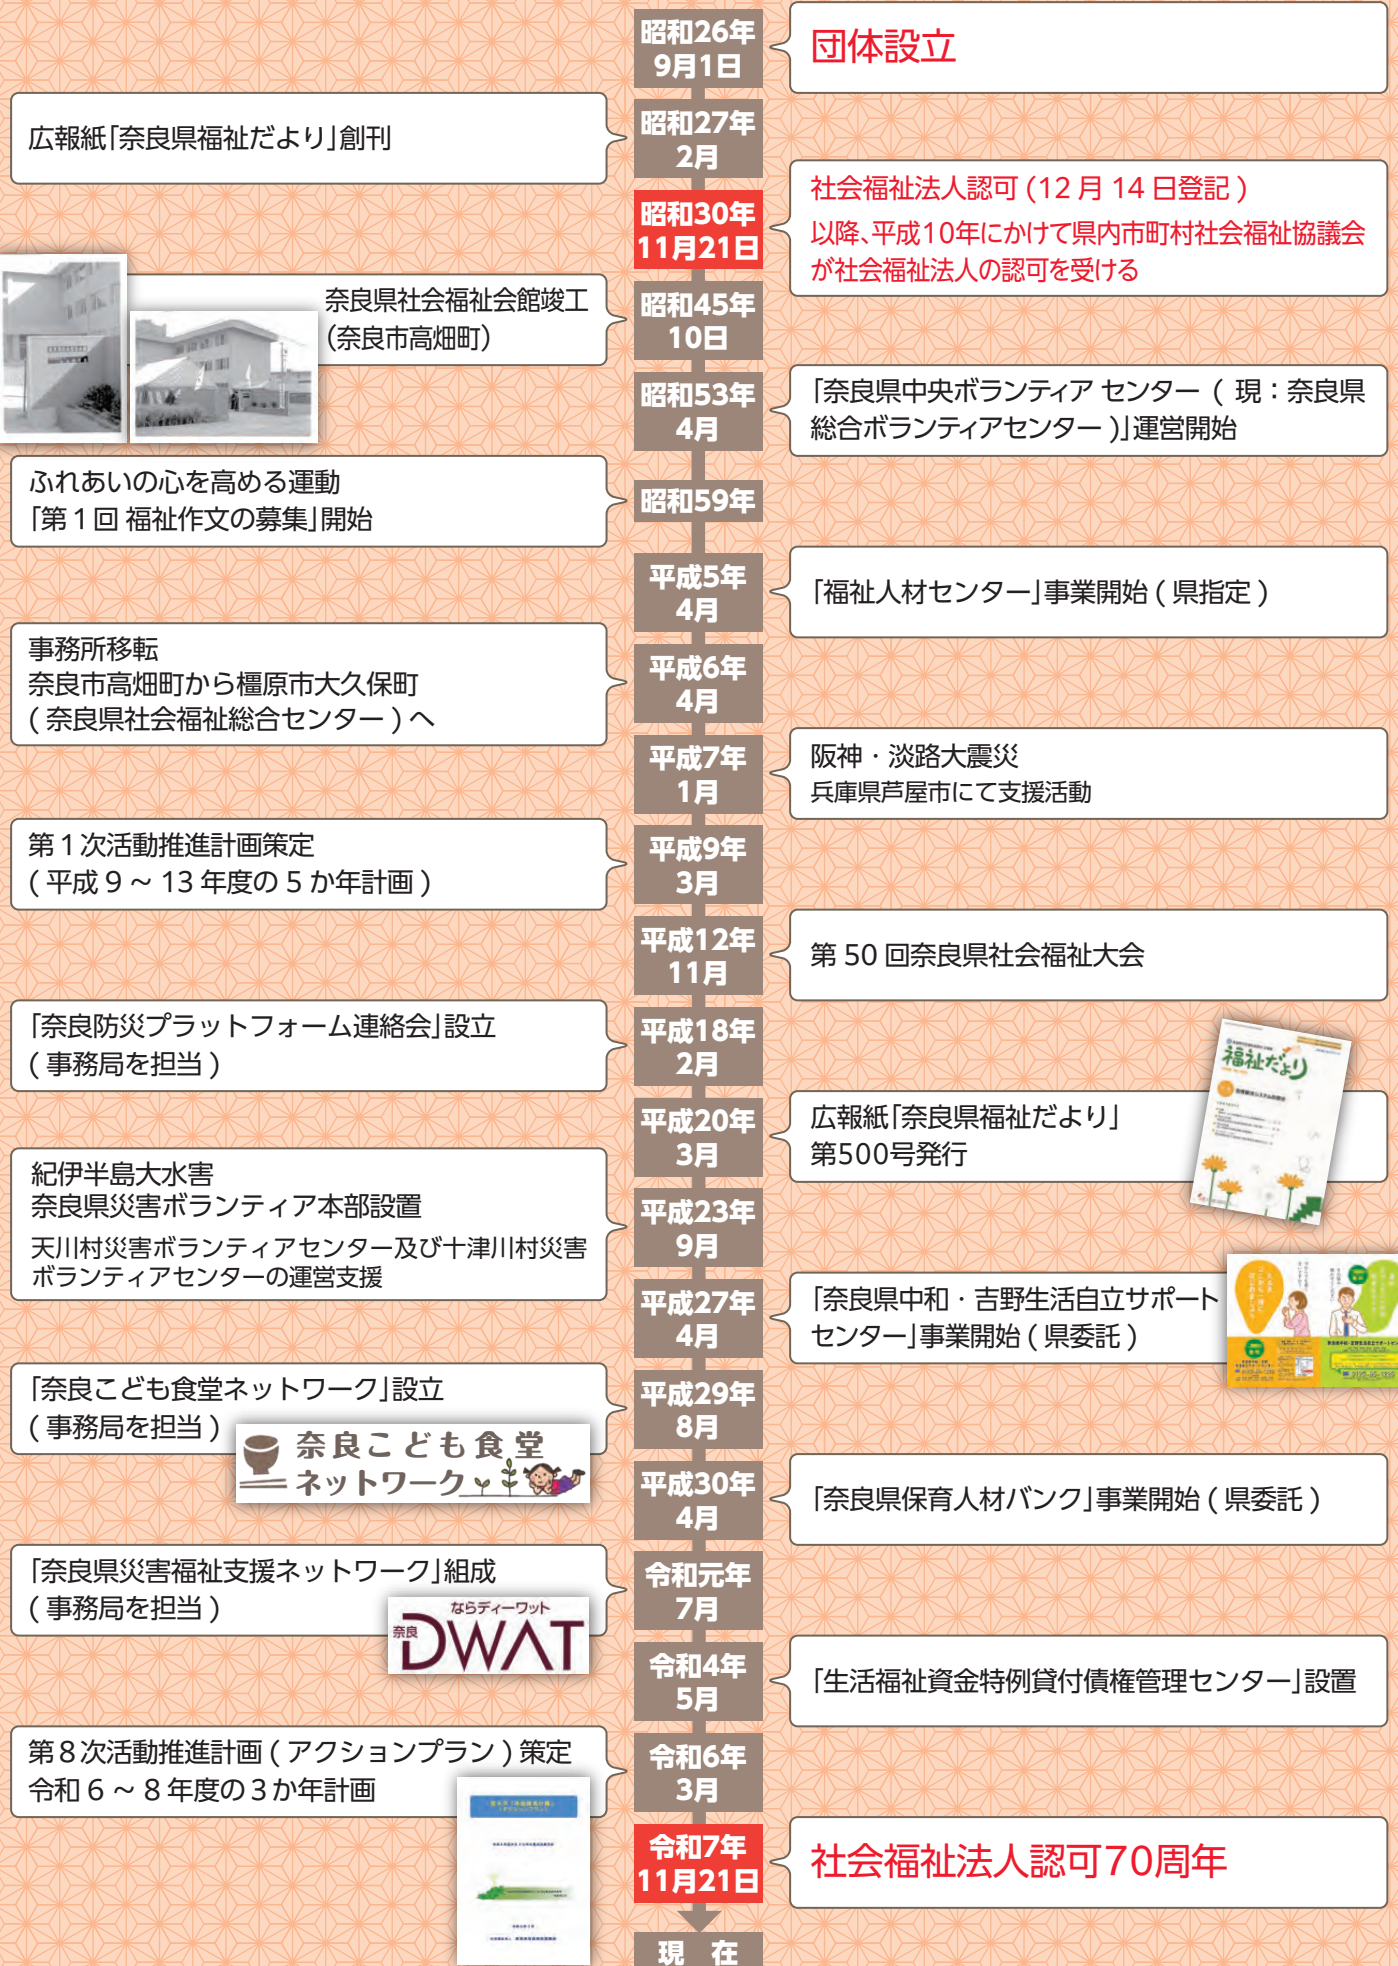 昭和26年
9月1日
団体設立
昭和27年
2月
広報紙「奈良県福祉だより」創刊
昭和30年
11月21日
社会福祉法人認可(12月14日登記)
以降、平成10年にかけて県内市町村社会福祉協議会
が社会福祉法人の認可を受ける
昭和45年
10日
奈良県社会福祉会館竣工
(奈良市高畑町)
昭和53年
4月
「奈良県中央ボランティア センター(現：奈良県
総合ボランティアセンター)」運営開始
昭和59年
ふれあいの心を高める運動
「第1回 福祉作文の募集」開始
平成5年
4月
「福祉人材センター」事業開始(県指定)
平成6年
4月
事務所移転
奈良市高畑町から橿原市大久保町
(奈良県社会福祉総合センター)へ
平成7年
1月
阪神・淡路大震災
兵庫県芦屋市にて支援活動
平成9年
3月
第1次活動推進計画策定
(平成9～13年度の5か年計画)
平成12年
11月
第50回奈良県社会福祉大会
平成18年
2月
「奈良防災プラットフォーム連絡会」設立
(事務局を担当)
平成20年
3月
広報紙「奈良県福祉だより」
第500号発行
福祉だより
平成23年
9月
紀伊半島大水害
奈良県災害ボランティア本部設置
天川村災害ボランティアセンター及び十津川村災害
ボランティアセンターの運営支援
平成27年
4月
「奈良県中和・吉野生活自立サポート
センター」事業開始(県委託)
平成29年
8月
「奈良こども食堂ネットワーク」設立
(事務局を担当)
奈良こども食堂
ネットワーク
平成30年
4月
「奈良県保育人材バンク」事業開始(県委託)
令和元年
7月
「奈良県災害福祉支援ネットワーク」組成
(事務局を担当)
ならディーワット
奈良DWAT
令和4年
5月
「生活福祉資金特例貸付債権管理センター」設置
令和6年
3月
第8次活動推進計画(アクションプラン)策定
令和6～8年度の3か年計画
令和7年
11月21日
社会福祉法人認可70周年
現 在